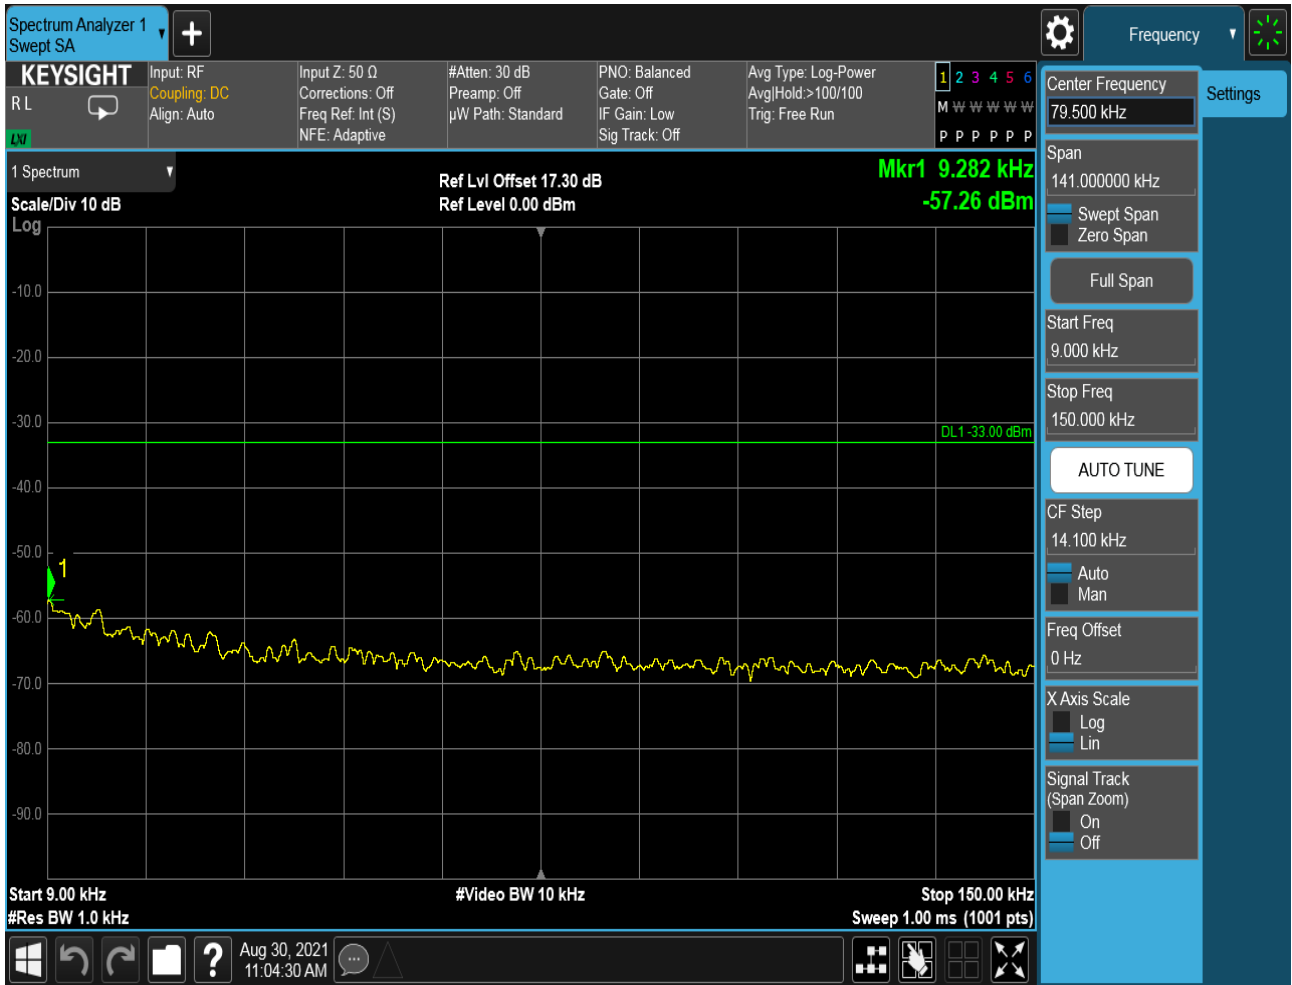 Spectrum Analyzer 1
Swept SA
Frequency
KEYSIGHT
R L
LXI
Input: RF
Coupling: DC
Align: Auto
Input Z: 50 Ω
Corrections: Off
Freq Ref: Int (S)
NFE: Adaptive
#Atten: 30 dB
Preamp: Off
µW Path: Standard
PNO: Balanced
Gate: Off
IF Gain: Low
Sig Track: Off
Avg Type: Log-Power
Avg|Hold:>100/100
Trig: Free Run
1 2 3 4 5 6
M W W W W W
P P P P P P
1 Spectrum
Scale/Div 10 dB
Log
Ref Lvl Offset 17.30 dB
Ref Level 0.00 dBm
Mkr1 9.282 kHz
-57.26 dBm
-10.0
-20.0
-30.0
DL1 -33.00 dBm
-40.0
-50.0
1
-60.0
-70.0
-80.0
-90.0
Start 9.00 kHz
#Res BW 1.0 kHz
#Video BW 10 kHz
Stop 150.00 kHz
Sweep 1.00 ms (1001 pts)
Center Frequency
79.500 kHz
Settings
Span
141.000000 kHz
Swept Span
Zero Span
Full Span
Start Freq
9.000 kHz
Stop Freq
150.000 kHz
AUTO TUNE
CF Step
14.100 kHz
Auto
Man
Freq Offset
0 Hz
X Axis Scale
Log
Lin
Signal Track
(Span Zoom)
On
Off
?
Aug 30, 2021
11:04:30 AM